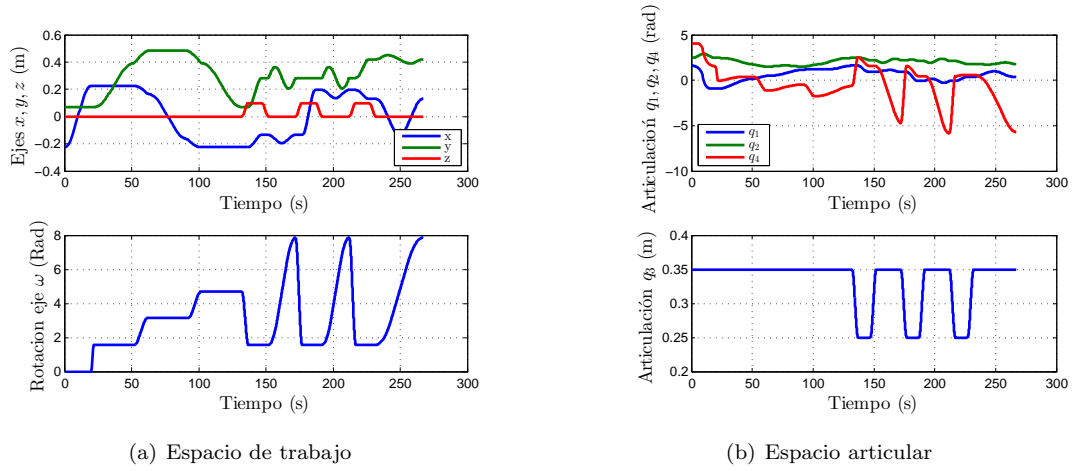 Ejes x, y, z (m)
0.6
0.4
0.2
0
−0.2
−0.4
0 50 100 150 200 250 300
Tiempo (s)
x
y
z
Rotacion eje ω (Rad)
8
6
4
2
0
0 50 100 150 200 250 300
Tiempo (s)
(a) Espacio de trabajo
Articulación q1, q2, q4 (rad)
5
0
−5
−10
0 50 100 150 200 250 300
Tiempo (s)
q1
q2
q4
Articulación q3 (m)
0.4
0.35
0.3
0.25
0.2
0 50 100 150 200 250 300
Tiempo (s)
(b) Espacio articular